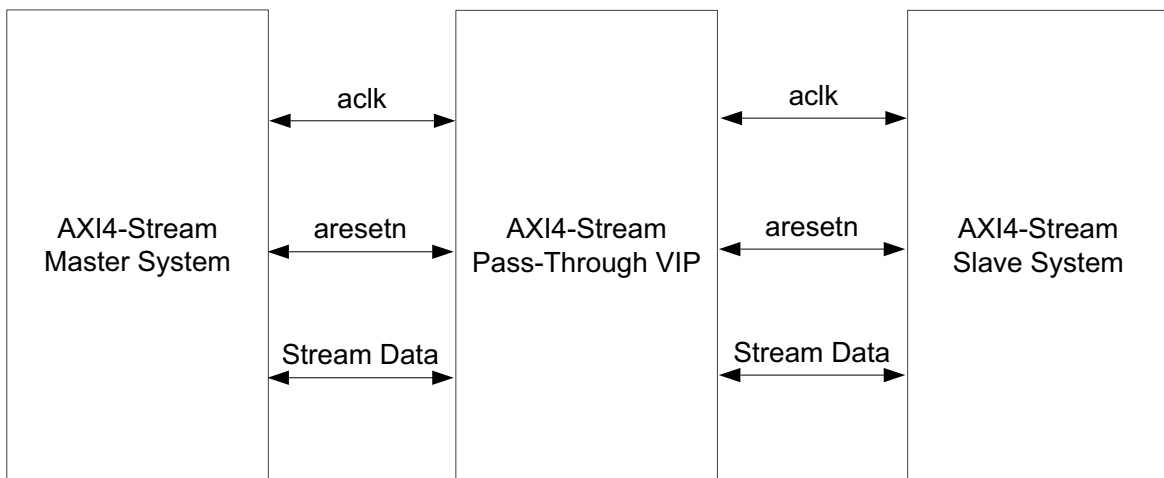 aclk
aclk
AXI4-Stream
Master System
aresetn
AXI4-Stream
Pass-Through VIP
aresetn
AXI4-Stream
Slave System
Stream Data
Stream Data